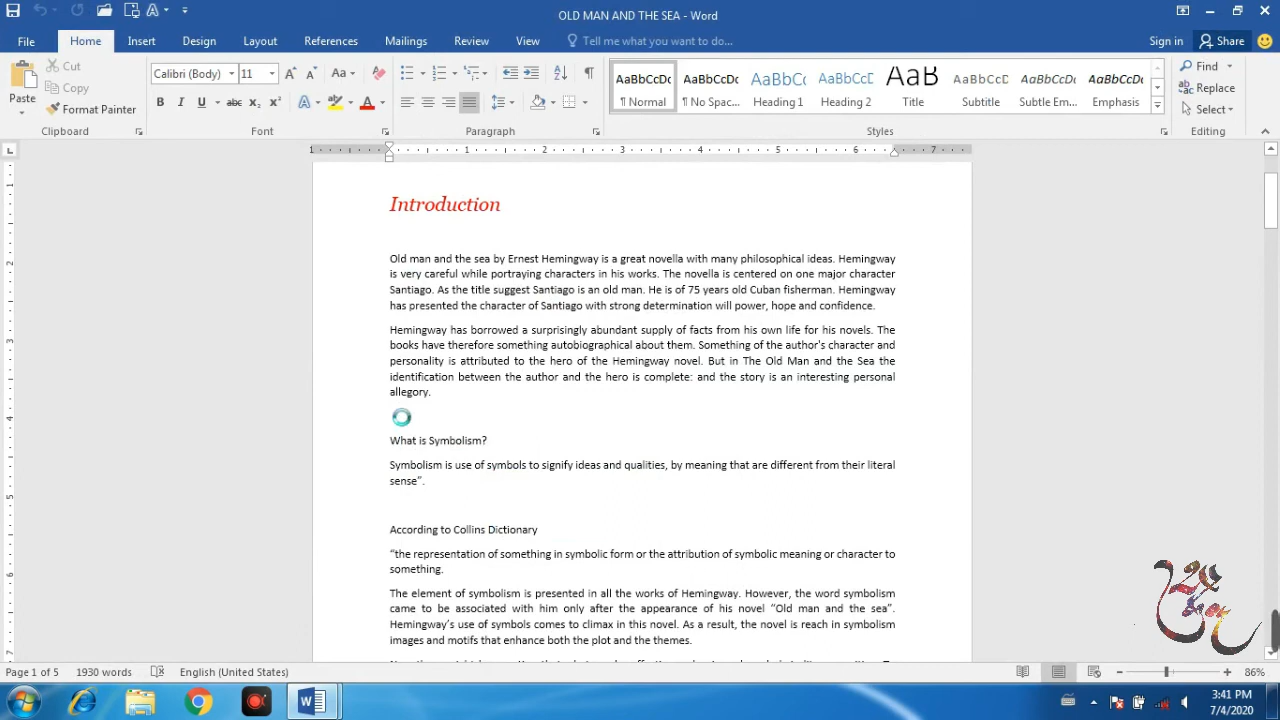 OLD MAN AND THE SEA - Word
File Home Insert Design Layout References Mailings Review View Tell me what you want to do... Sign in Share
Cut
Copy
Format Painter
Paste
Calibri (Body) 11
AaBbCcDc AaBbCcDc AaBbCc AaBbCcC AaB AaBbCcC AaBbCcDc AaBbCcDc
¶ Normal ¶ No Spac... Heading 1 Heading 2 Title Subtitle Subtle Em... Emphasis
Find
Replace
Select
Clipboard Font Paragraph Styles Editing
1 1 2 3 4 5 6 7
Introduction
Old man and the sea by Ernest Hemingway is a great novella with many philosophical ideas. Hemingway
is very careful while portraying characters in his works. The novella is centered on one major character
Santiago. As the title suggest Santiago is an old man. He is of 75 years old Cuban fisherman. Hemingway
has presented the character of Santiago with strong determination will power, hope and confidence.
Hemingway has borrowed a surprisingly abundant supply of facts from his own life for his novels. The
books have therefore something autobiographical about them. Something of the author's character and
personality is attributed to the hero of the Hemingway novel. But in The Old Man and the Sea the
identification between the author and the hero is complete: and the story is an interesting personal
allegory.
What is Symbolism?
Symbolism is use of symbols to signify ideas and qualities, by meaning that are different from their literal
sense”.
According to Collins Dictionary
“the representation of something in symbolic form or the attribution of symbolic meaning or character to
something.
The element of symbolism is presented in all the works of Hemingway. However, the word symbolism
came to be associated with him only after the appearance of his novel “Old man and the sea”.
Hemingway’s use of symbols comes to climax in this novel. As a result, the novel is reach in symbolism
images and motifs that enhance both the plot and the themes.
Page 1 of 5 1930 words English (United States) 86%
3:41 PM
7/4/2020